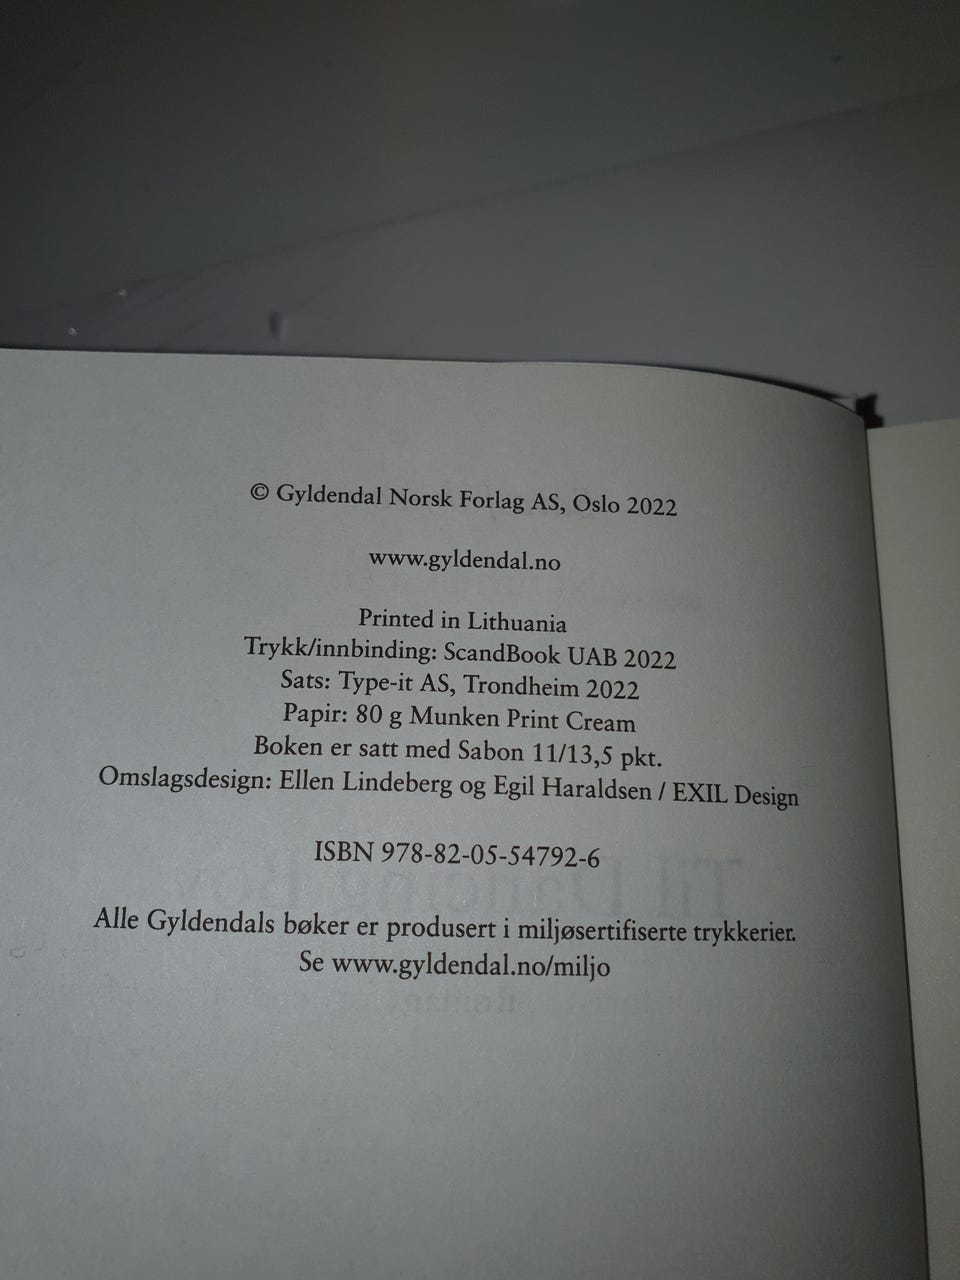 © Gyldendal Norsk Forlag AS, Oslo 2022
www.gyldendal.no
Printed in Lithuania
Trykk/innbinding: ScandBook UAB 2022
Sats: Type-it AS, Trondheim 2022
Papir: 80 g Munken Print Cream
Boken er satt med Sabon 11/13,5 pkt.
Omslagsdesign: Ellen Lindeberg og Egil Haraldsen / EXIL Design
ISBN 978-82-05-54792-6
Alle Gyldendals bøker er produsert i miljøsertifiserte trykkerier.
Se www.gyldendal.no/miljo